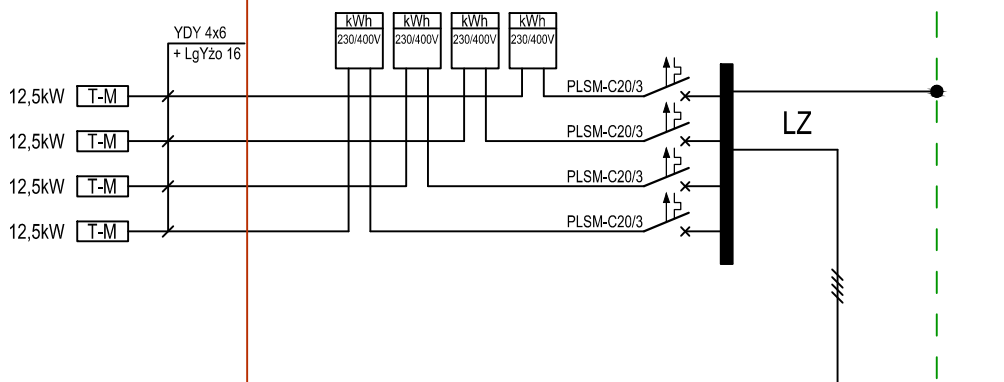 kWh kWh kWh kWh
230/400V 230/400V 230/400V 230/400V
YDY 4x6
+ LgYżo 16
12,5kW T-M PLSM-C20/3
12,5kW T-M PLSM-C20/3
12,5kW T-M PLSM-C20/3
12,5kW T-M PLSM-C20/3
LZ